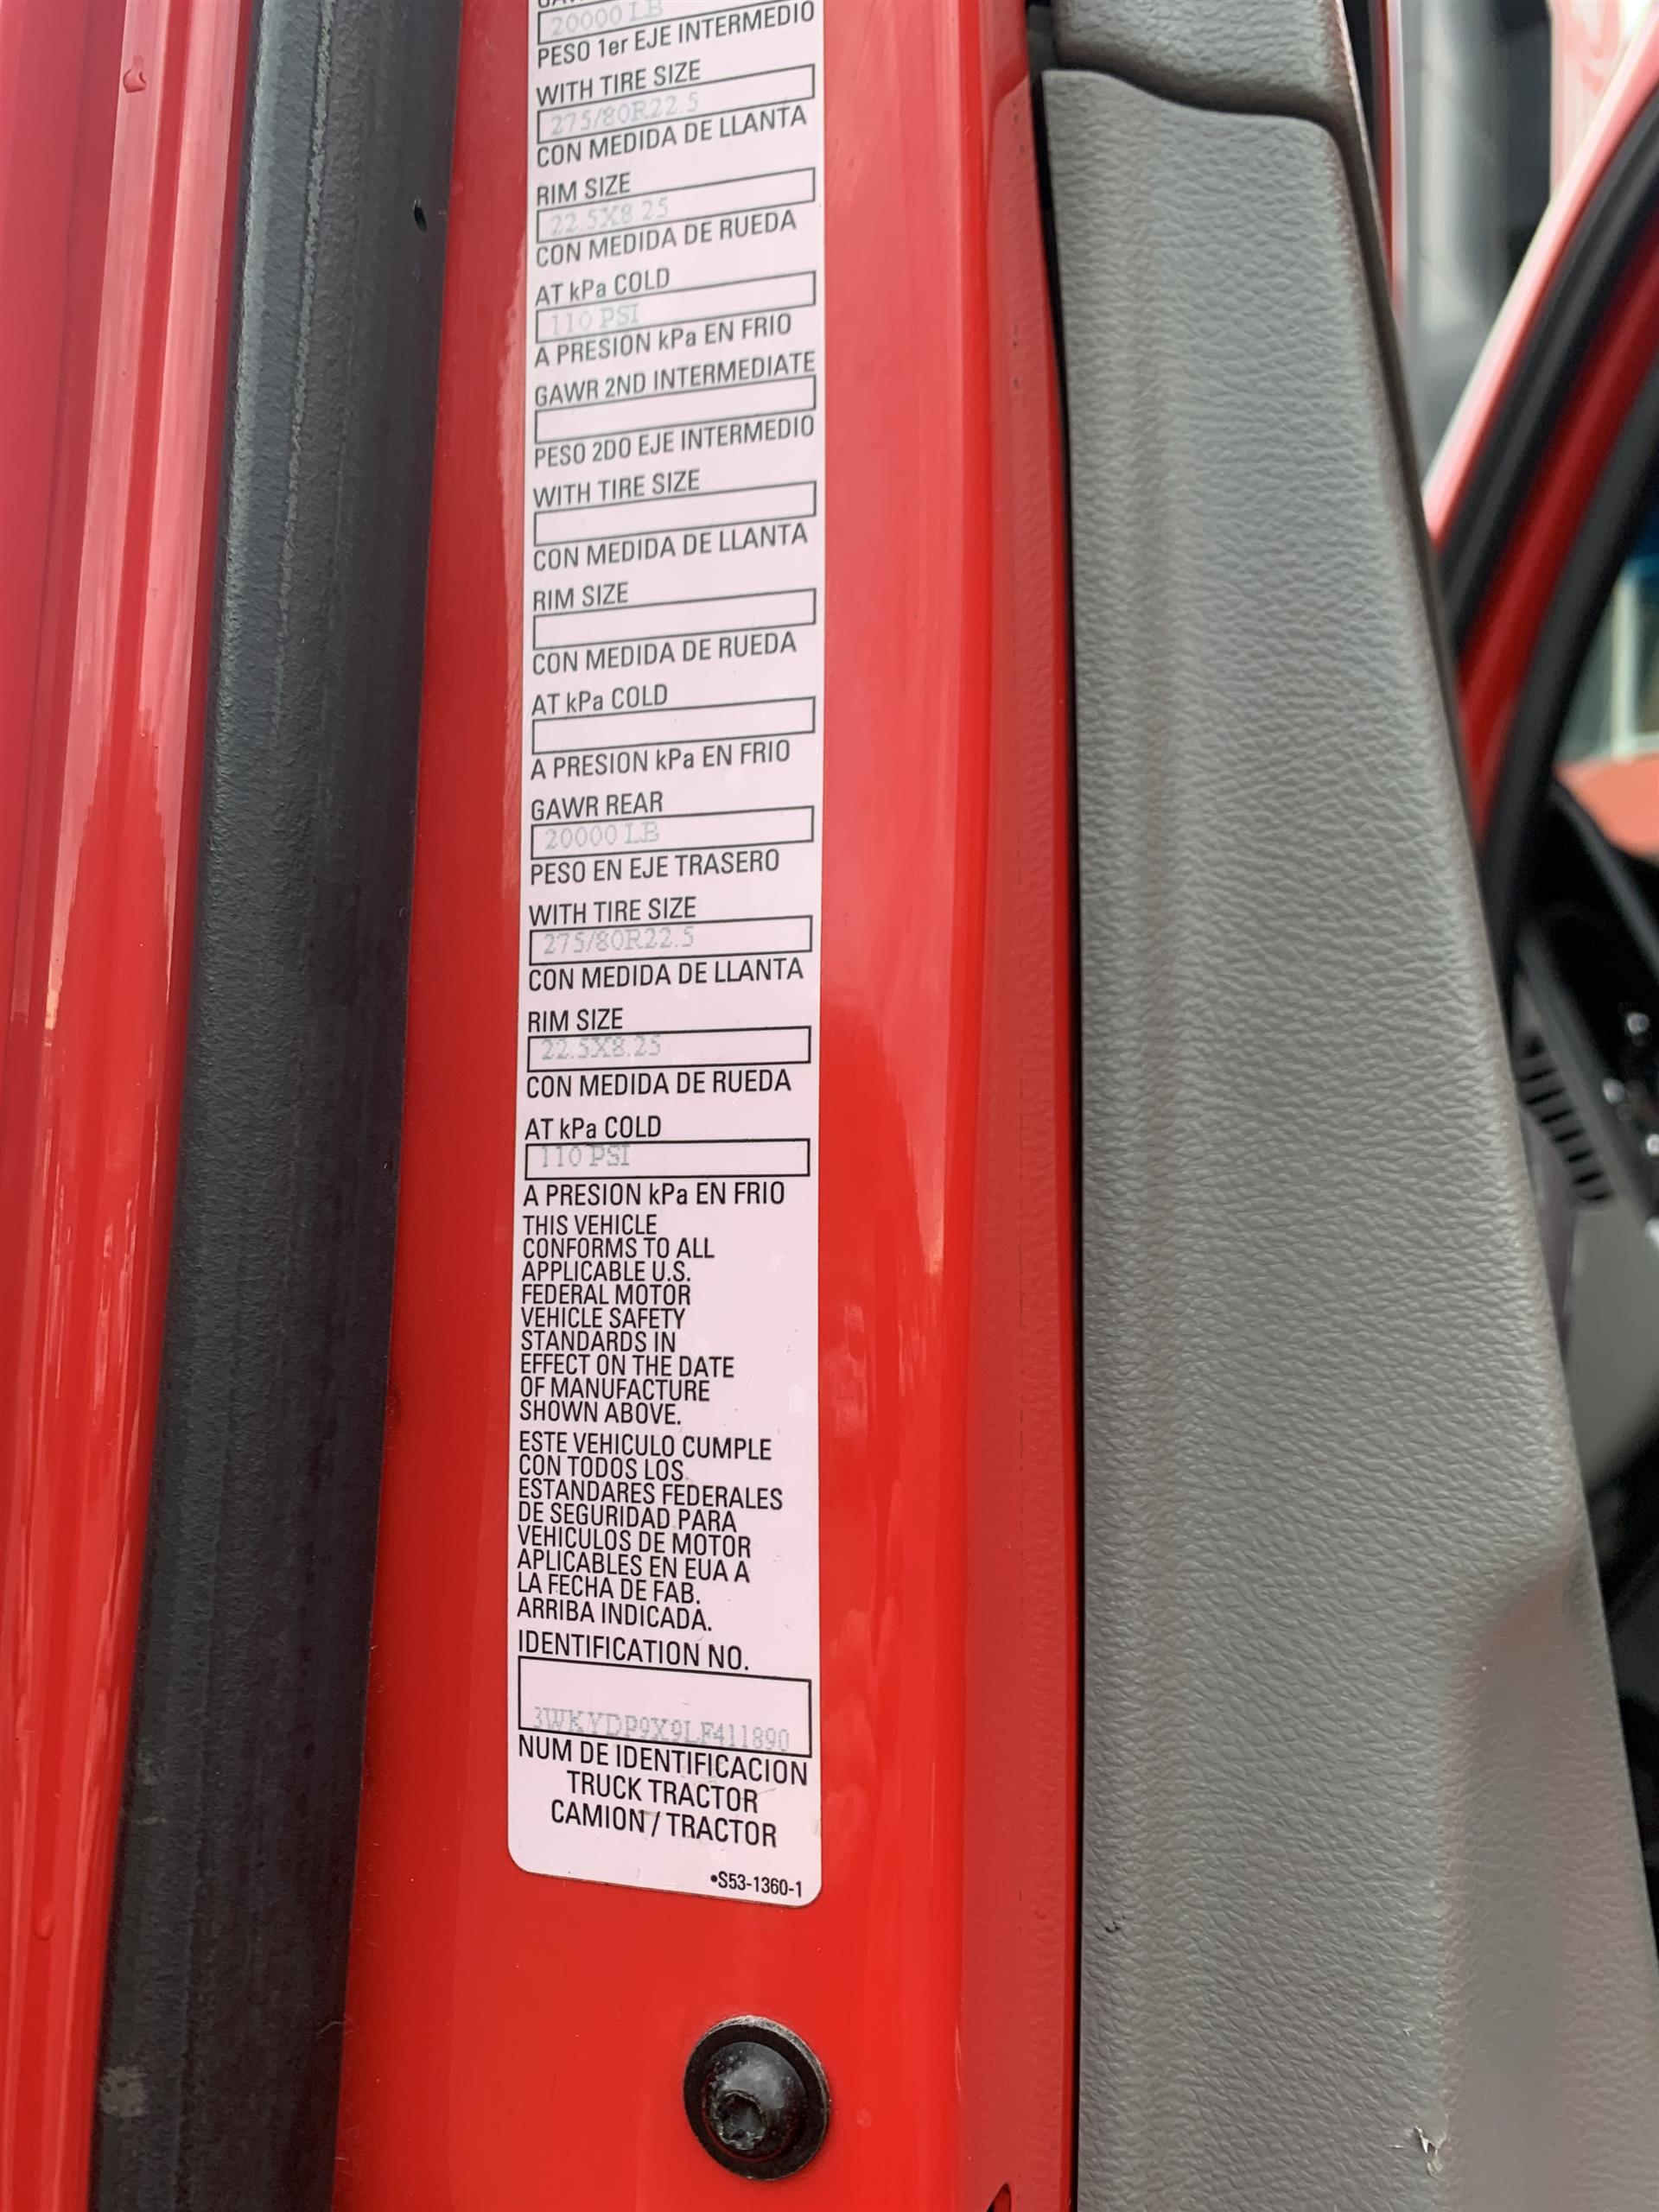 20000 LB
PESO 1er EJE INTERMEDIO
WITH TIRE SIZE
275/80R22.5
CON MEDIDA DE LLANTA
RIM SIZE
22.5X8.25
CON MEDIDA DE RUEDA
AT kPa COLD
110 PSI
A PRESION kPa EN FRIO
GAWR 2ND INTERMEDIATE
PESO 2DO EJE INTERMEDIO
WITH TIRE SIZE
CON MEDIDA DE LLANTA
RIM SIZE
CON MEDIDA DE RUEDA
AT kPa COLD
A PRESION kPa EN FRIO
GAWR REAR
20000 LB
PESO EN EJE TRASERO
WITH TIRE SIZE
275/80R22.5
CON MEDIDA DE LLANTA
RIM SIZE
22.5X8.25
CON MEDIDA DE RUEDA
AT kPa COLD
110 PSI
A PRESION kPa EN FRIO
THIS VEHICLE
CONFORMS TO ALL
APPLICABLE U.S.
FEDERAL MOTOR
VEHICLE SAFETY
STANDARDS IN
EFFECT ON THE DATE
OF MANUFACTURE
SHOWN ABOVE.
ESTE VEHICULO CUMPLE
CON TODOS LOS
ESTANDARES FEDERALES
DE SEGURIDAD PARA
VEHICULOS DE MOTOR
APLICABLES EN EUA A
LA FECHA DE FAB.
ARRIBA INDICADA.
IDENTIFICATION NO.
3WKYDP9X9LF411890
NUM DE IDENTIFICACION
TRUCK TRACTOR
CAMION / TRACTOR
•S53-1360-1